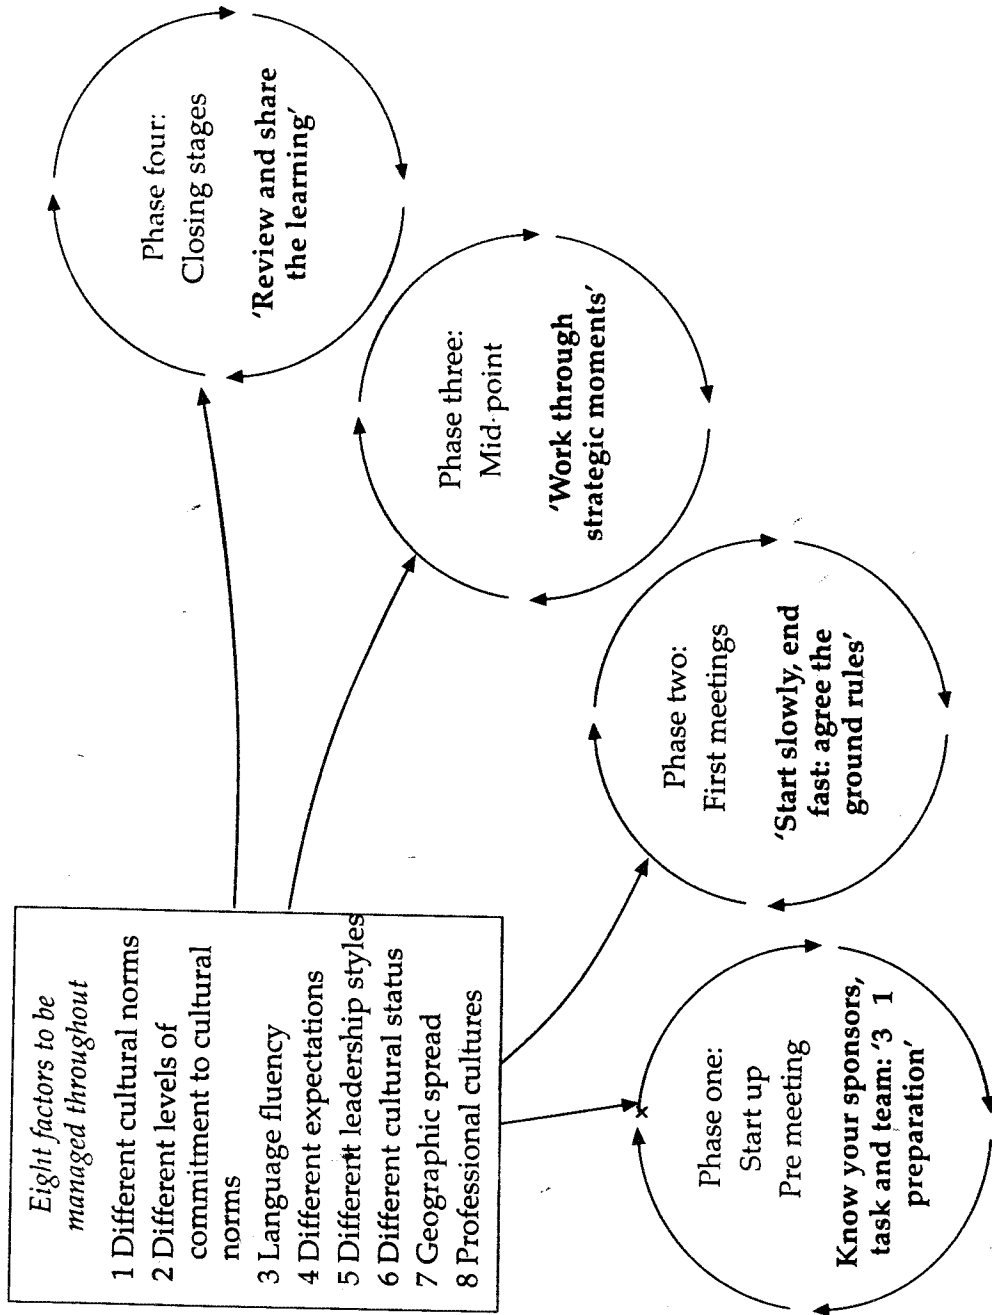 Eight factors to be
managed throughout
1 Different cultural norms
2 Different levels of
commitment to cultural
norms
3 Language fluency
4 Different expectations
5 Different leadership styles
6 Different cultural status
7 Geographic spread
8 Professional cultures
Phase one:
Start up
Pre meeting
Know your sponsors,
task and team: '3 1
preparation'
Phase two:
First meetings
'Start slowly, end
fast: agree the
ground rules'
Phase three:
Mid-point
'Work through
strategic moments'
Phase four:
Closing stages
'Review and share
the learning'